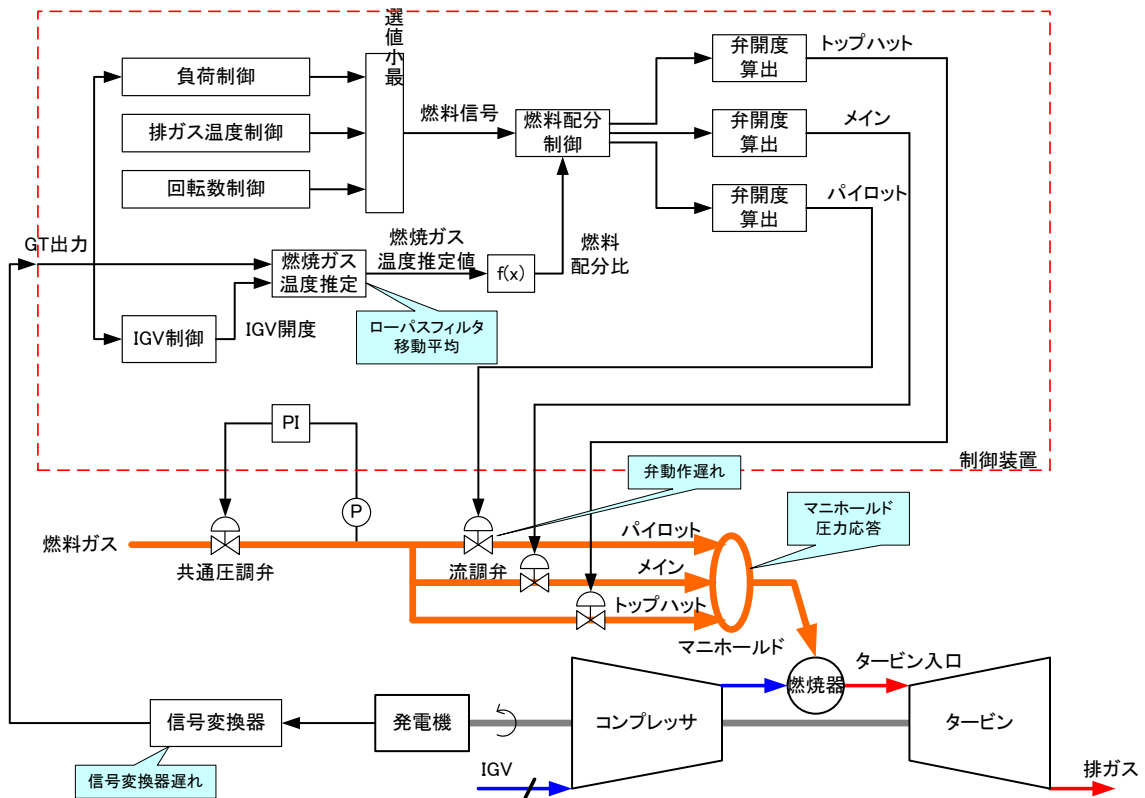 選
値
小
最
負荷制御
排ガス温度制御
回転数制御
燃料信号
燃料配分
制御
弁開度
算出
トップハット
弁開度
算出
メイン
弁開度
算出
パイロット
GT出力
燃焼ガス
温度推定
燃焼ガス
温度推定値
f(x)
燃料
配分比
IGV制御
IGV開度
ローパスフィルタ
移動平均
PI
制御装置
P
弁動作遅れ
マニホールド
圧力応答
燃料ガス
共通圧調弁
流調弁
パイロット
メイン
トップハット
マニホールド
燃焼器
タービン入口
信号変換器
発電機
コンプレッサ
タービン
信号変換器遅れ
IGV
排ガス